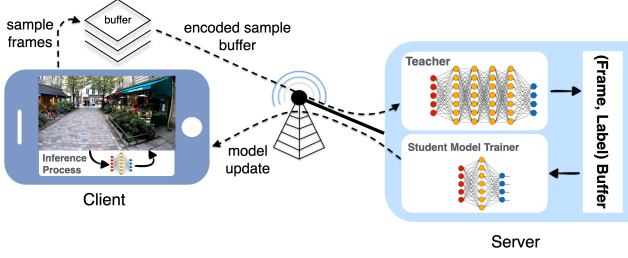 sample
frames
buffer
encoded sample
buffer
Inference
Process
Client
model
update
Teacher
Student Model Trainer
(Frame, Label) Buffer
Server